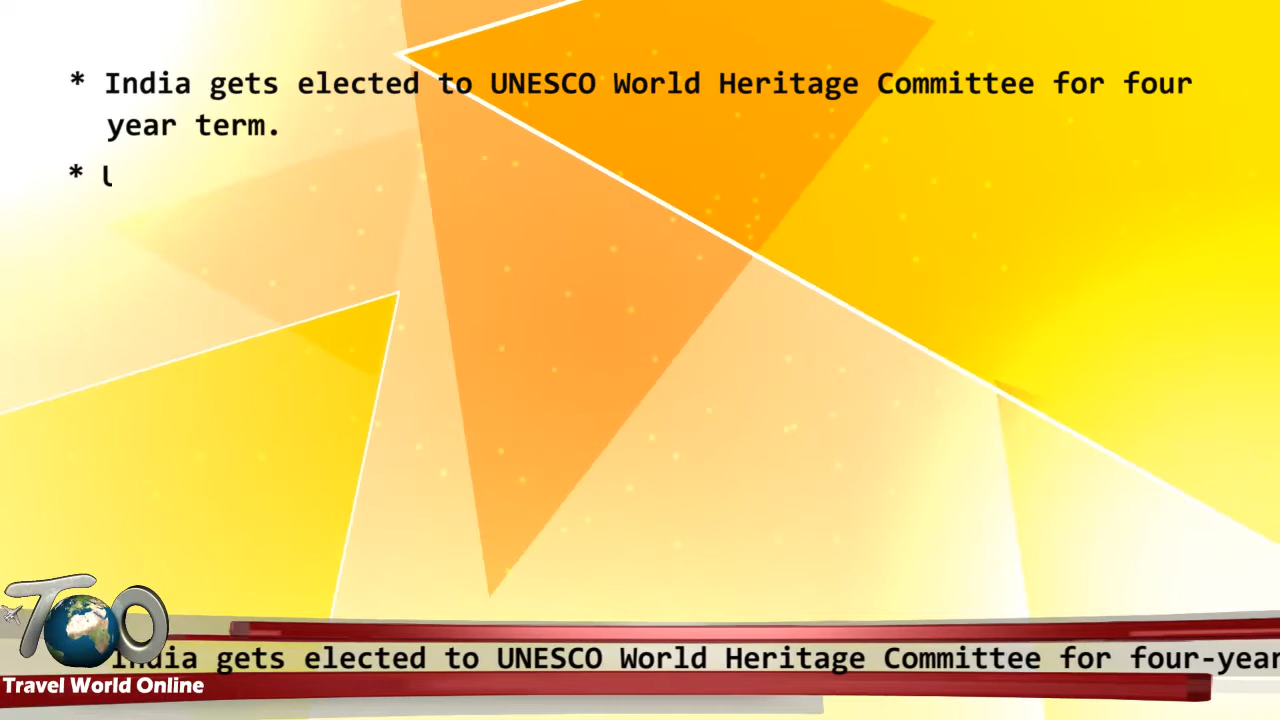 * India gets elected to UNESCO World Heritage Committee for four
year term.
*
India gets elected to UNESCO World Heritage Committee for four-year
TWO
Travel World Online